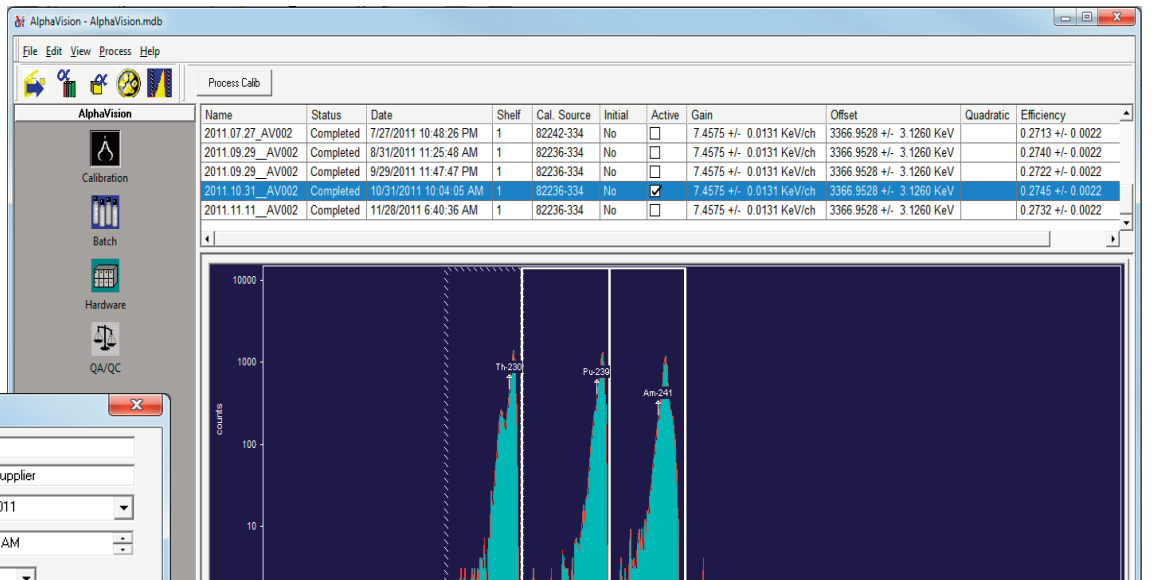 AlphaVision - AlphaVision.mdb
File Edit View Process Help
Process Calib
AlphaVision
Calibration
Batch
Hardware
QA/QC
Name Status Date Shelf Cal. Source Initial Active Gain Offset Quadratic Efficiency
2011.07.27_AV002 Completed 7/27/2011 10:48:26 PM 1 82242-334 No 7.4575 +/- 0.0131 KeV/ch 3366.9528 +/- 3.1260 KeV 0.2713 +/- 0.0022
2011.09.29__AV002 Completed 8/31/2011 11:25:48 AM 1 82236-334 No 7.4575 +/- 0.0131 KeV/ch 3366.9528 +/- 3.1260 KeV 0.2740 +/- 0.0022
2011.09.29__AV002 Completed 9/29/2011 11:47:47 PM 1 82236-334 No 7.4575 +/- 0.0131 KeV/ch 3366.9528 +/- 3.1260 KeV 0.2722 +/- 0.0022
2011.10.31__AV002 Completed 10/31/2011 10:04:05 AM 1 82236-334 No 7.4575 +/- 0.0131 KeV/ch 3366.9528 +/- 3.1260 KeV 0.2745 +/- 0.0022
2011.11.11__AV002 Completed 11/28/2011 6:40:36 AM 1 82236-334 No 7.4575 +/- 0.0131 KeV/ch 3366.9528 +/- 3.1260 KeV 0.2732 +/- 0.0022
10000
1000
100
10
counts
Th-230
Pu-239
Am-241
upplier
011
AM